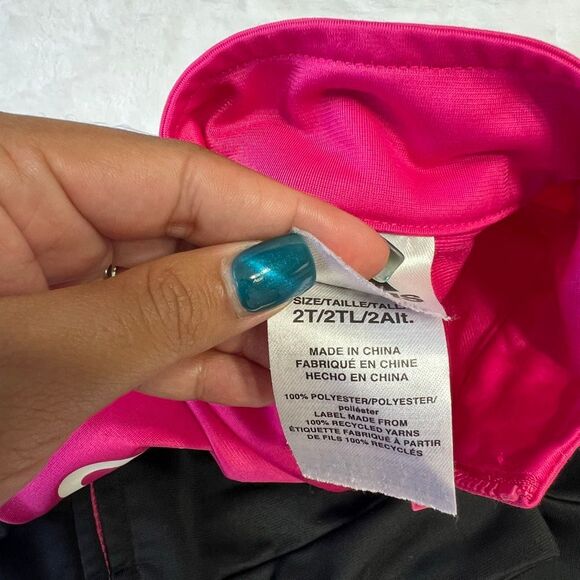 SIZE/TAILLE/TALLA
2T/2TL/2Alt.
MADE IN CHINA
FABRIQUÉ EN CHINE
HECHO EN CHINA
100% POLYESTER/POLYESTER/
poliéster
LABEL MADE FROM
100% RECYCLED YARNS
ÉTIQUETTE FABRIQUÉE À PARTIR
DE FILS 100% RECYCLÉS